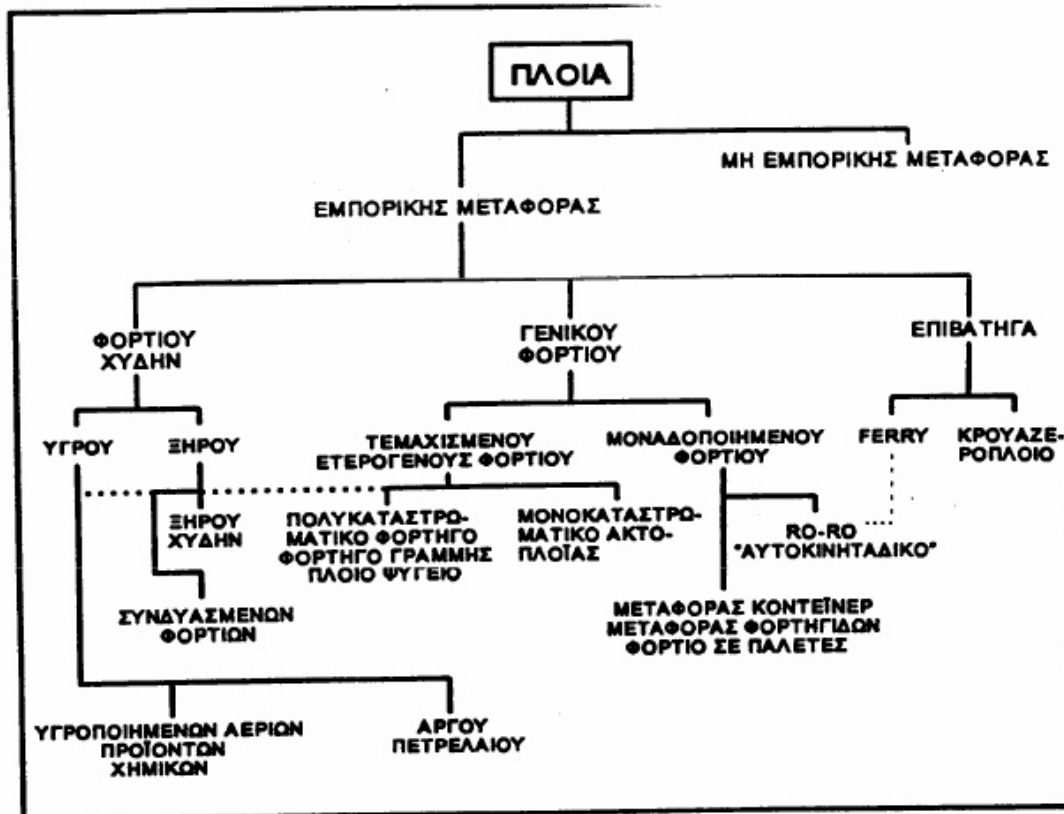 ΠΛΟΙΑ
ΜΗ ΕΜΠΟΡΙΚΗΣ ΜΕΤΑΦΟΡΑΣ
ΕΜΠΟΡΙΚΗΣ ΜΕΤΑΦΟΡΑΣ
ΦΟΡΤΙΟΥ
ΧΥΔΗΝ
ΓΕΝΙΚΟΥ
ΦΟΡΤΙΟΥ
ΕΠΙΒΑΤΗΓΑ
ΥΓΡΟΥ
ΞΗΡΟΥ
ΤΕΜΑΧΙΣΜΕΝΟΥ
ΕΤΕΡΟΓΕΝΟΥΣ ΦΟΡΤΙΟΥ
ΜΟΝΑΔΟΠΟΙΗΜΕΝΟΥ
ΦΟΡΤΙΟΥ
FERRY
ΚΡΟΥΑΖΕ-
ΡΟΠΛΟΙΟ
ΞΗΡΟΥ
ΧΥΔΗΝ
ΠΟΛΥΚΑΤΑΣΤΡΩ-
ΜΑΤΙΚΟ ΦΟΡΤΗΓΟ
ΦΟΡΤΗΓΟ ΓΡΑΜΜΗΣ
ΠΛΟΙΟ ΨΥΓΕΙΟ
ΜΟΝΟΚΑΤΑΣΤΡΩ-
ΜΑΤΙΚΟ ΑΚΤΟ-
ΠΛΟΪΑΣ
RO-RO
"ΑΥΤΟΚΙΝΗΤΑΔΙΚΟ"
ΣΥΝΔΥΑΣΜΕΝΩΝ
ΦΟΡΤΙΩΝ
ΜΕΤΑΦΟΡΑΣ ΚΟΝΤΕΪΝΕΡ
ΜΕΤΑΦΟΡΑΣ ΦΟΡΤΗΓΙΔΩΝ
ΦΟΡΤΙΟ ΣΕ ΠΑΛΕΤΕΣ
ΥΓΡΟΠΟΙΗΜΕΝΩΝ ΑΕΡΙΩΝ
ΠΡΟΪΟΝΤΩΝ
ΧΗΜΙΚΩΝ
ΑΡΓΟΥ
ΠΕΤΡΕΛΑΙΟΥ